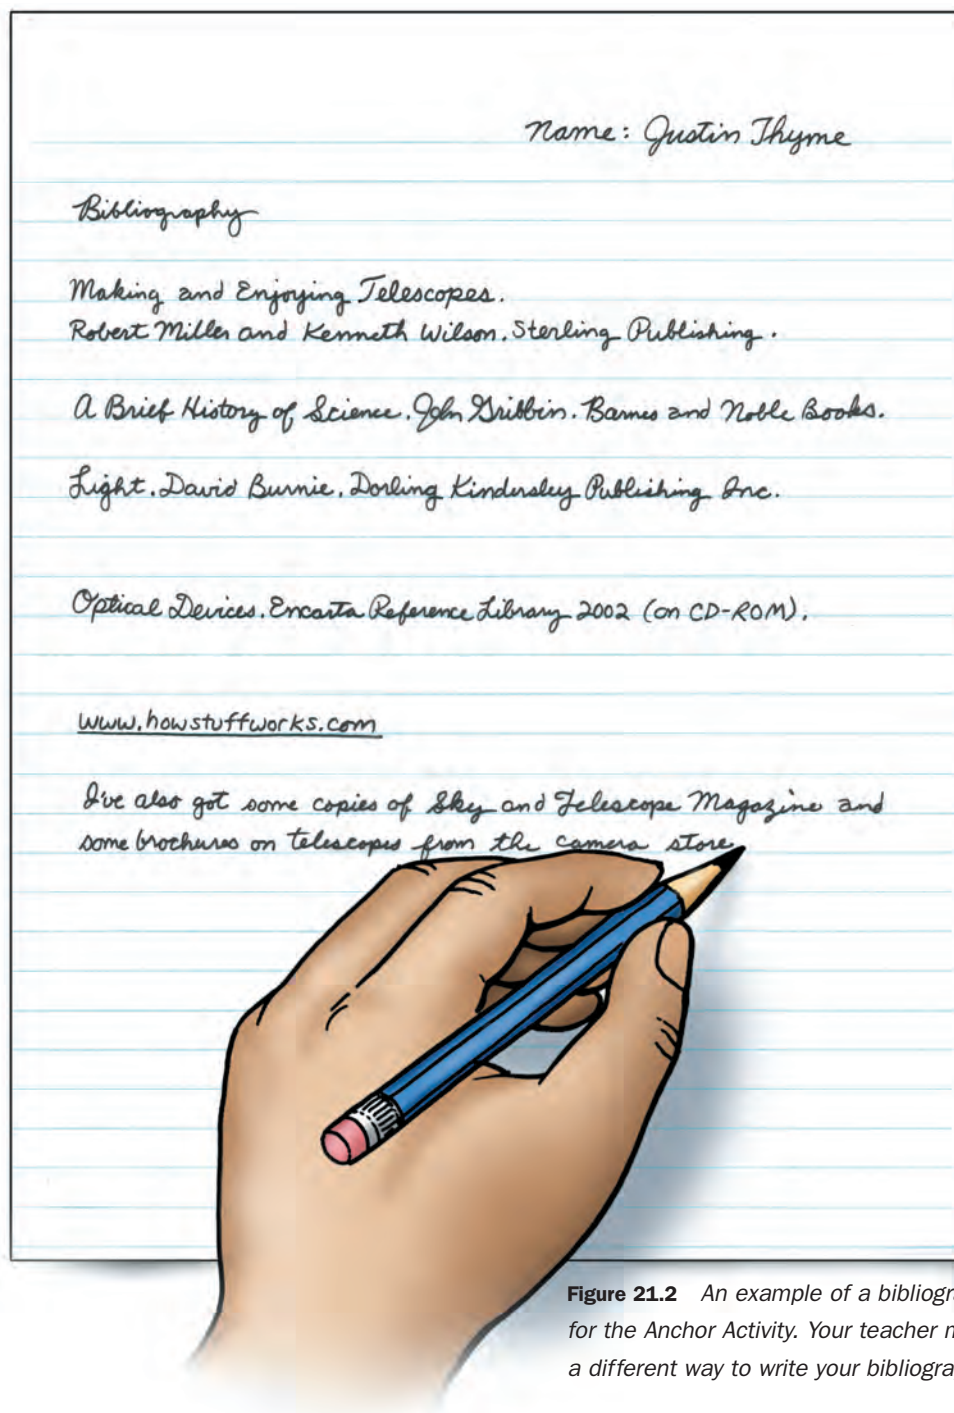 Name: Justin Thyme
Bibliography
Making and Enjoying Telescopes.
Robert Miller and Kenneth Wilson. Sterling Publishing.
A Brief History of Science. John Gribbin. Barnes and Noble Books.
Light. David Burnie. Dorling Kindersley Publishing Inc.
Optical Devices. Encarta Reference Library 2002 (on CD-ROM).
www.howstuffworks.com
I've also got some copies of Sky and Telescope Magazine and
some brochures on telescopes from the camera store
Figure 21.2 An example of a bibliogra
for the Anchor Activity. Your teacher m
a different way to write your bibliogra